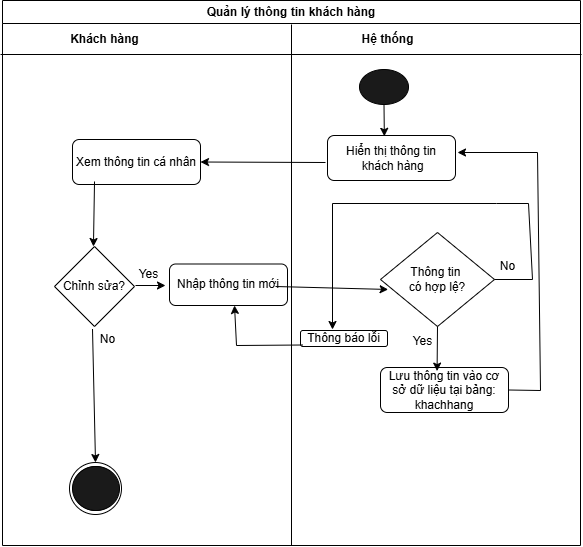 Quản lý thông tin khách hàng
Khách hàng
Hệ thống
Hiển thị thông tin
khách hàng
Xem thông tin cá nhân
Chỉnh sửa?
Yes
Nhập thông tin mới
Thông tin
có hợp lệ?
No
No
Thông báo lỗi
Yes
Lưu thông tin vào cơ
sở dữ liệu tại bảng:
khachhang